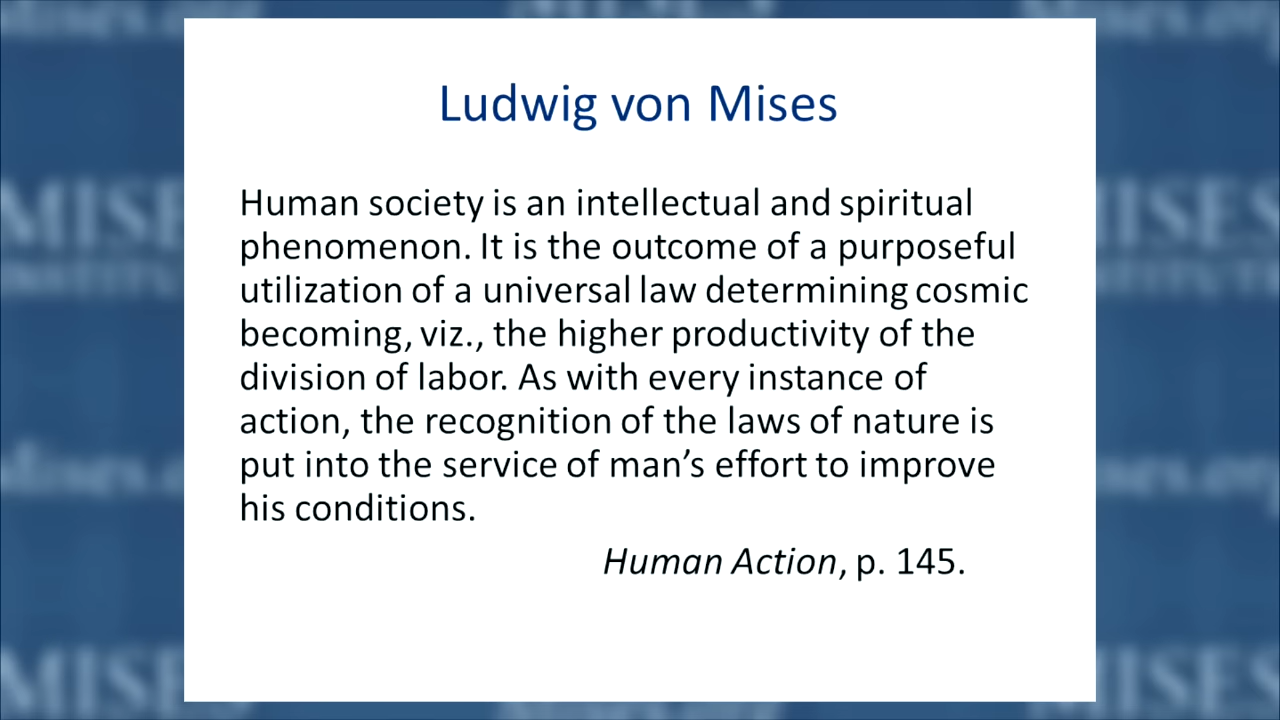 Ludwig von Mises
Human society is an intellectual and spiritual
phenomenon. It is the outcome of a purposeful
utilization of a universal law determining cosmic
becoming, viz., the higher productivity of the
division of labor. As with every instance of
action, the recognition of the laws of nature is
put into the service of man’s effort to improve
his conditions.
Human Action, p. 145.